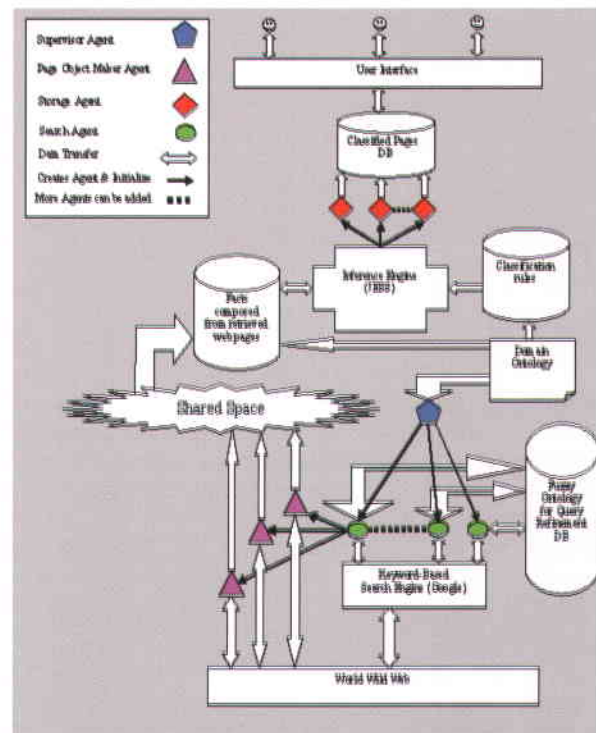 Supervisor Agent
Page Object Maker Agent
Storage Agent
Search Agent
Data Transfer
Creates Agent & Initialize
More Agents can be added
User Interface
Classified Pages
DB
Inference Engine
(JESS)
Classification
rules
Facts
composed
from retrieved
web pages
Domain
Ontology
Shared Space
Fuzzy
Ontology
for Query
Refinement
DB
Keyword-Based
Search Engine (Google)
World Wild Web